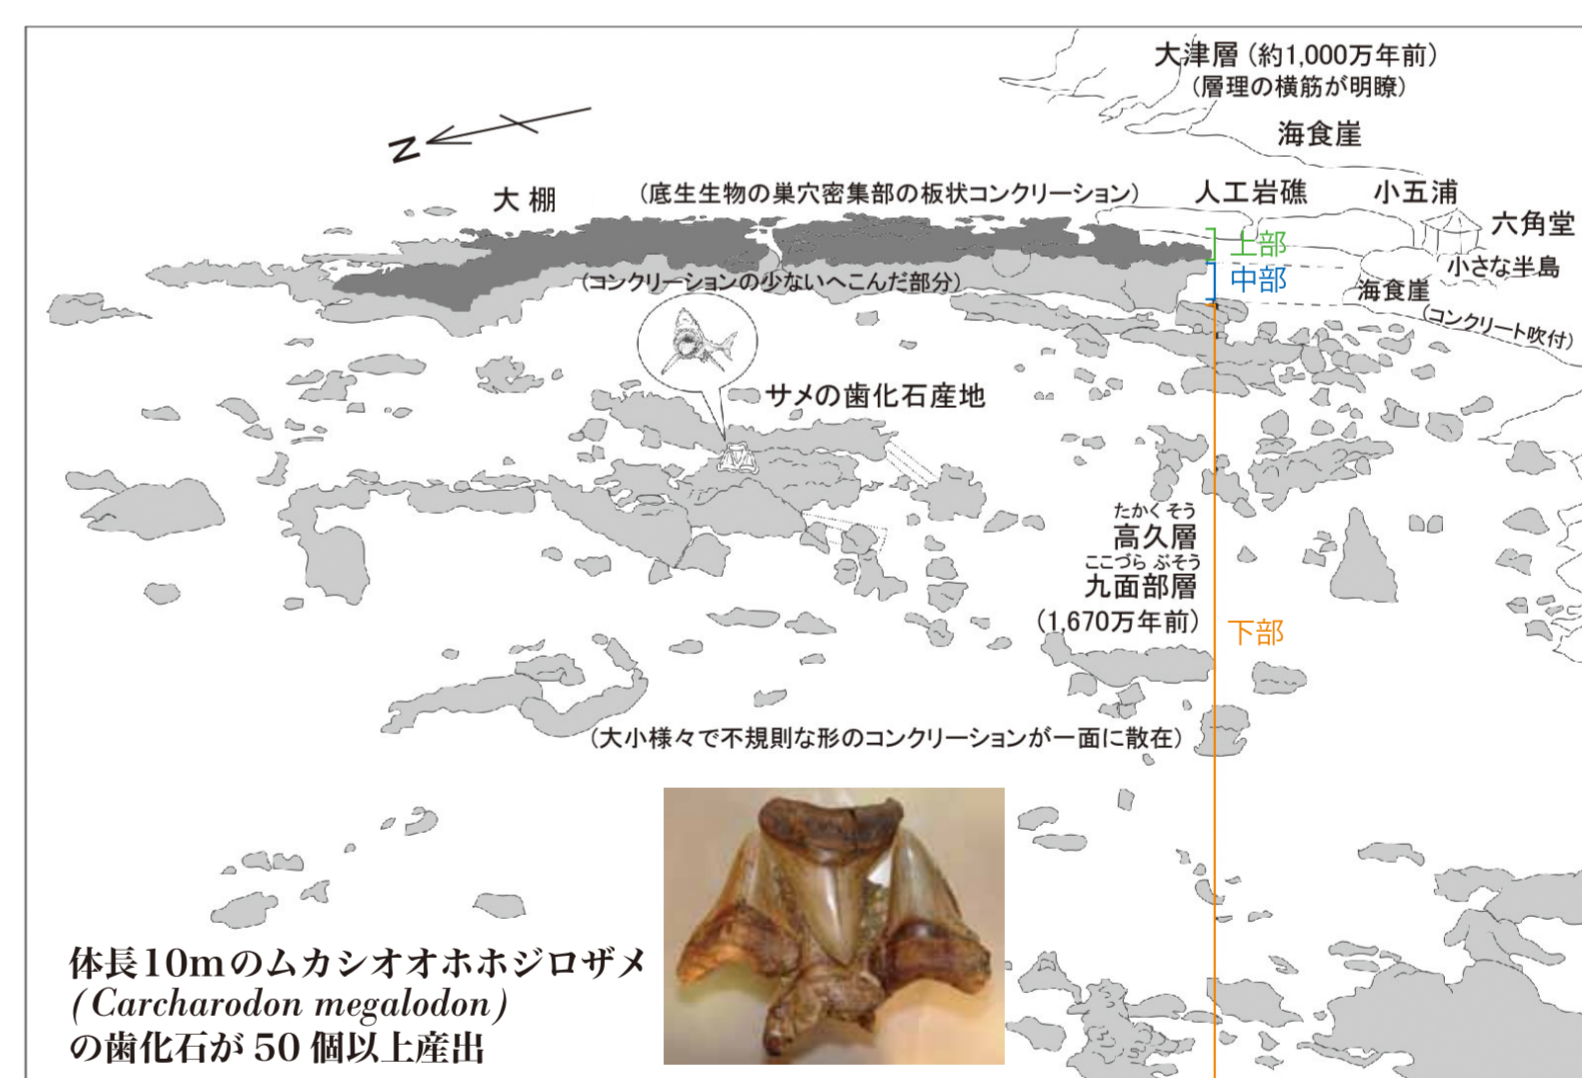 大津層（約1,000万年前）
（層理の横筋が明瞭）
海食崖
N
大棚
（底生生物の巣穴密集部の板状コンクリーション）
人工岩礁
小五浦
六角堂
上部
小さな半島
（コンクリーションの少ないへこんだ部分）
中部
海食崖
（コンクリート吹付）
サメの歯化石産地
たかくそう
高久層
ここづら ぶそう
九面部層
（1,670万年前）
下部
（大小様々で不規則な形のコンクリーションが一面に散在）
体長10mのムカシオオホホジロザメ
(Carcharodon megalodon)
の歯化石が 50 個以上産出